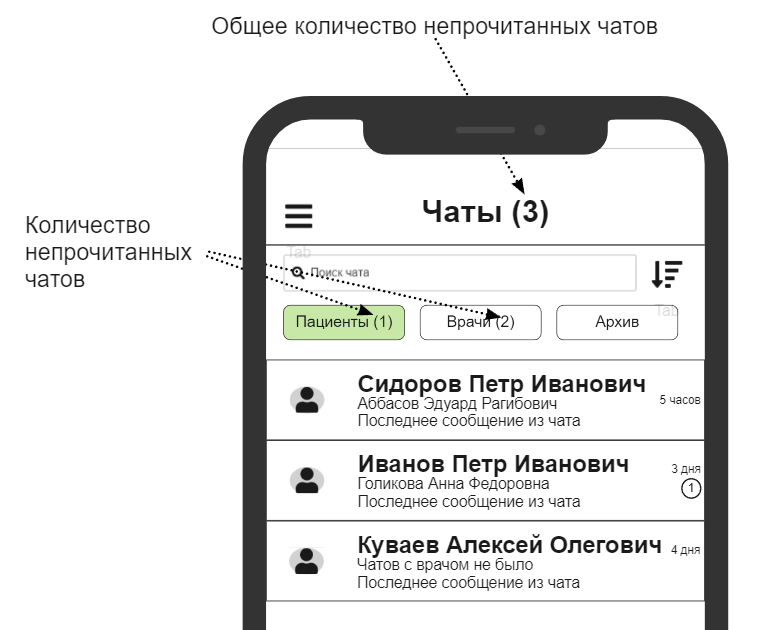 Общее количество непрочитанных чатов
Чаты (3)
Количество
непрочитанных
чатов
Tab
Поиск чата
Tab
Пациенты (1)
Врачи (2)
Архив
Сидоров Петр Иванович
Аббасов Эдуард Рагибович
5 часов
Последнее сообщение из чата
Иванов Петр Иванович
3 дня
Голикова Анна Федоровна
1
Последнее сообщение из чата
Куваев Алексей Олегович
4 дня
Чатов с врачом не было
Последнее сообщение из чата